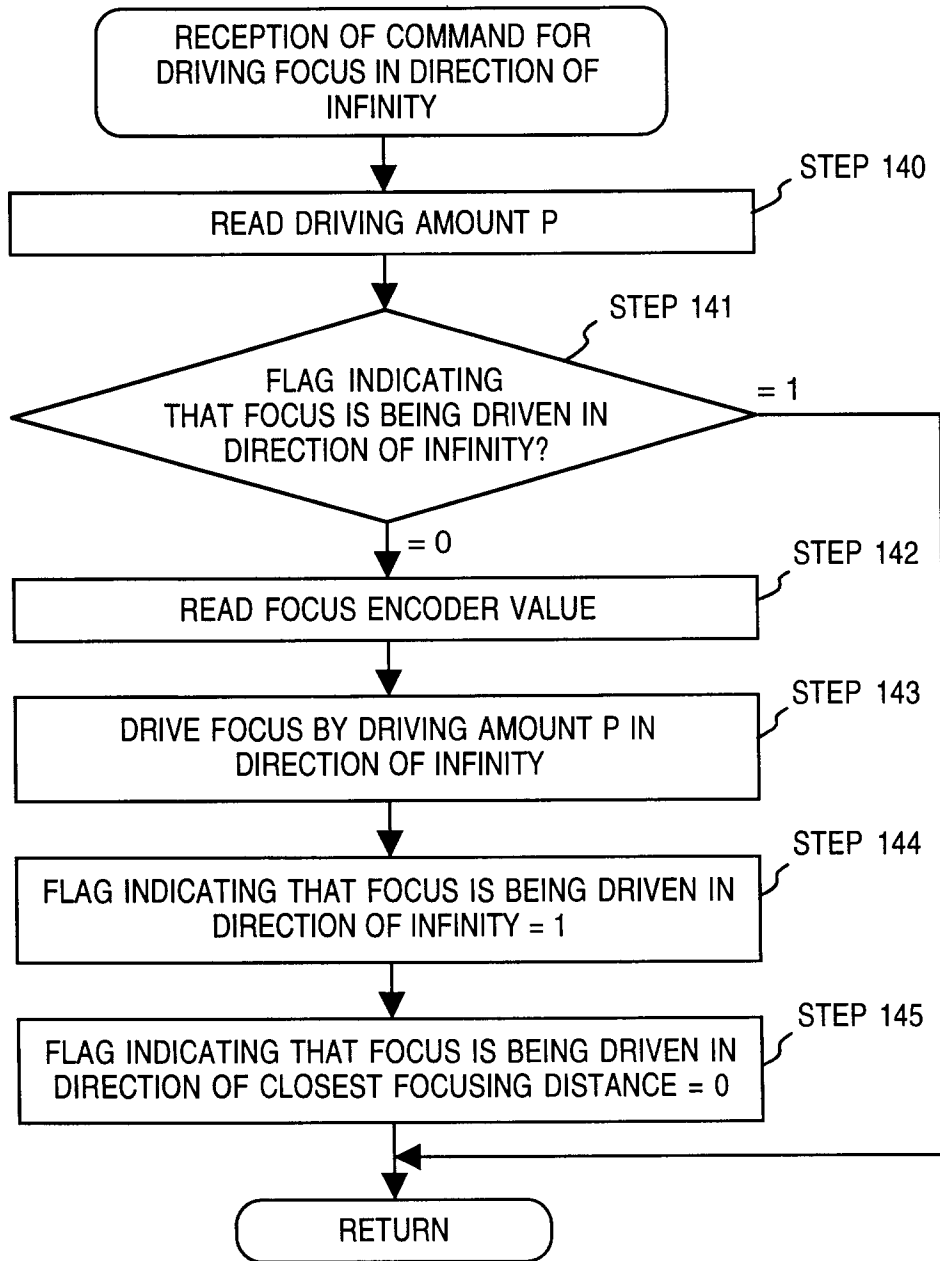 RECEPTION OF COMMAND FOR
DRIVING FOCUS IN DIRECTION OF
INFINITY
STEP 140
READ DRIVING AMOUNT P
STEP 141
FLAG INDICATING
THAT FOCUS IS BEING DRIVEN IN
DIRECTION OF INFINITY?
= 1
= 0
STEP 142
READ FOCUS ENCODER VALUE
STEP 143
DRIVE FOCUS BY DRIVING AMOUNT P IN
DIRECTION OF INFINITY
STEP 144
FLAG INDICATING THAT FOCUS IS BEING DRIVEN IN
DIRECTION OF INFINITY = 1
STEP 145
FLAG INDICATING THAT FOCUS IS BEING DRIVEN IN
DIRECTION OF CLOSEST FOCUSING DISTANCE = 0
RETURN